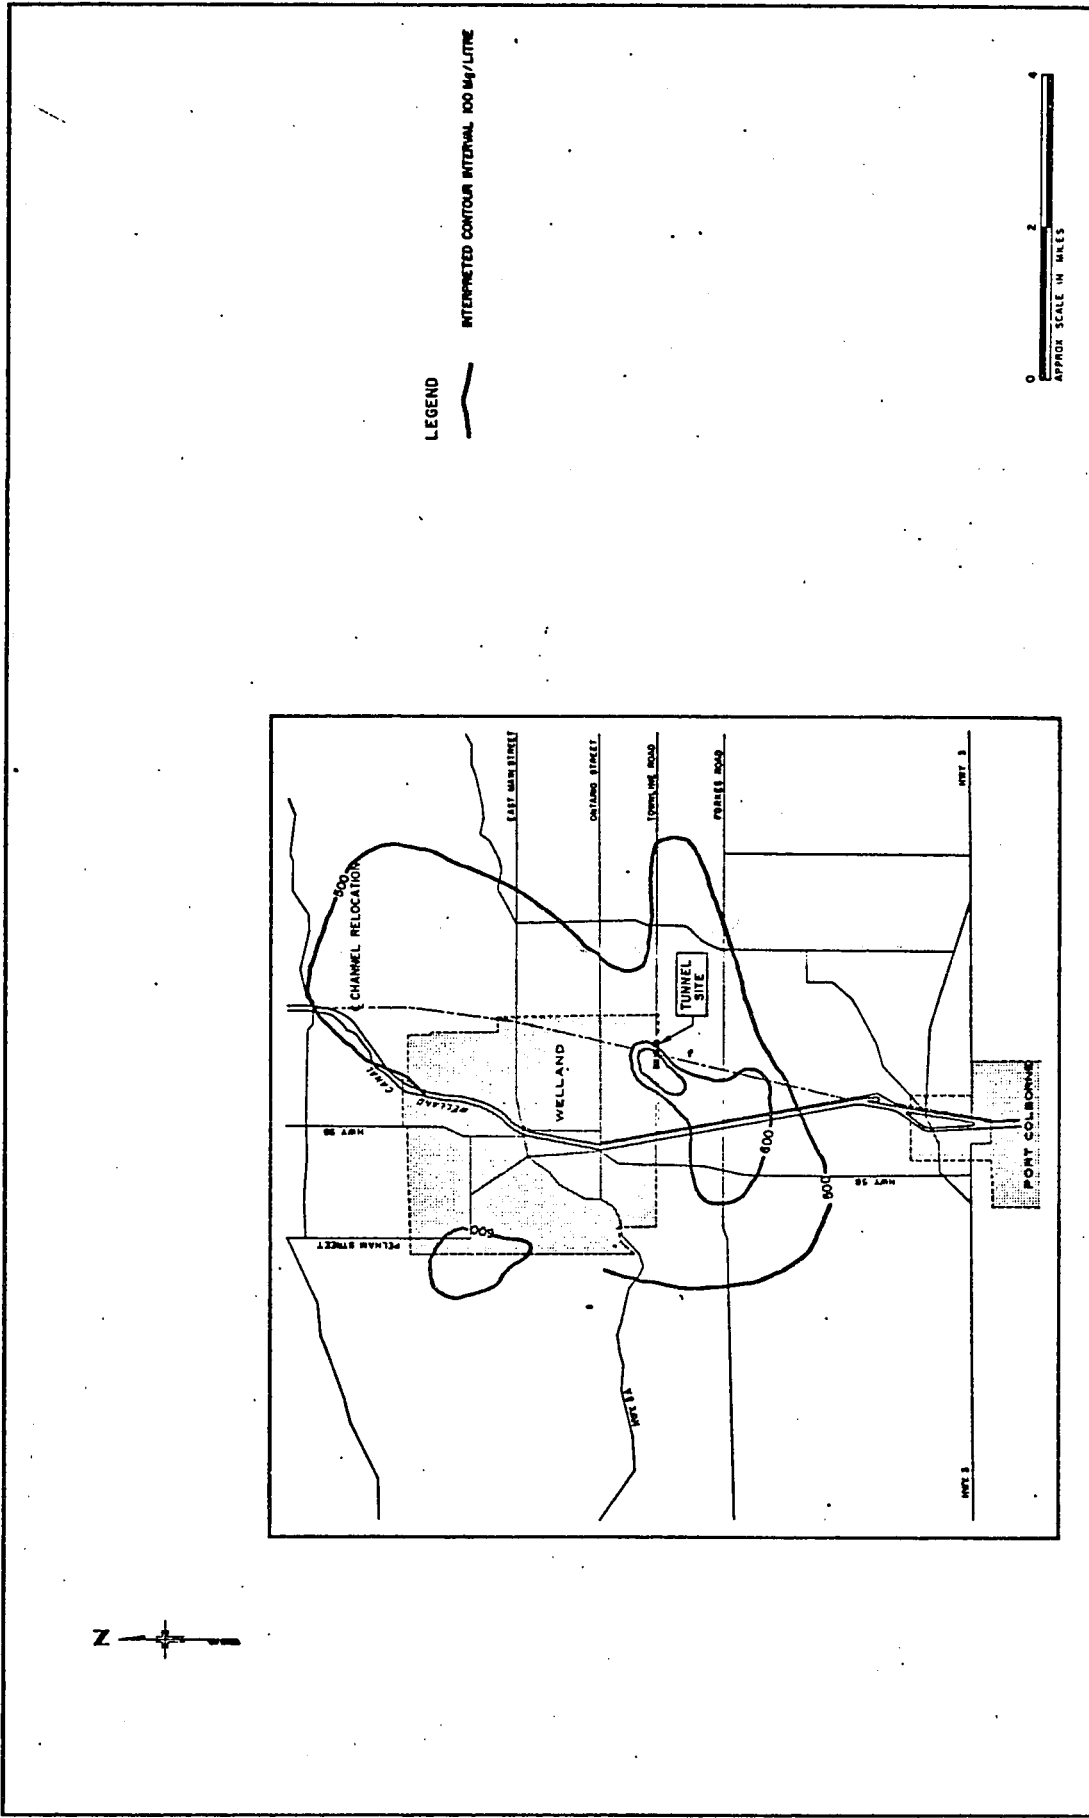 N
LEGEND
INTERPRETED CONTOUR INTERVAL 100 Mg/LITRE
500
℄ CHANNEL RELOCATION
CANAL
WELLAND
HWY 58
PELHAM STREET
600
EAST MAIN STREET
WELLAND
ONTARIO STREET
TOWNLINE ROAD
TUNNEL
SITE
FORKES ROAD
600
500
HWY 58
HWY 3
HWY 3
PORT COLBORNE
0
2
4
APPROX SCALE IN MILES